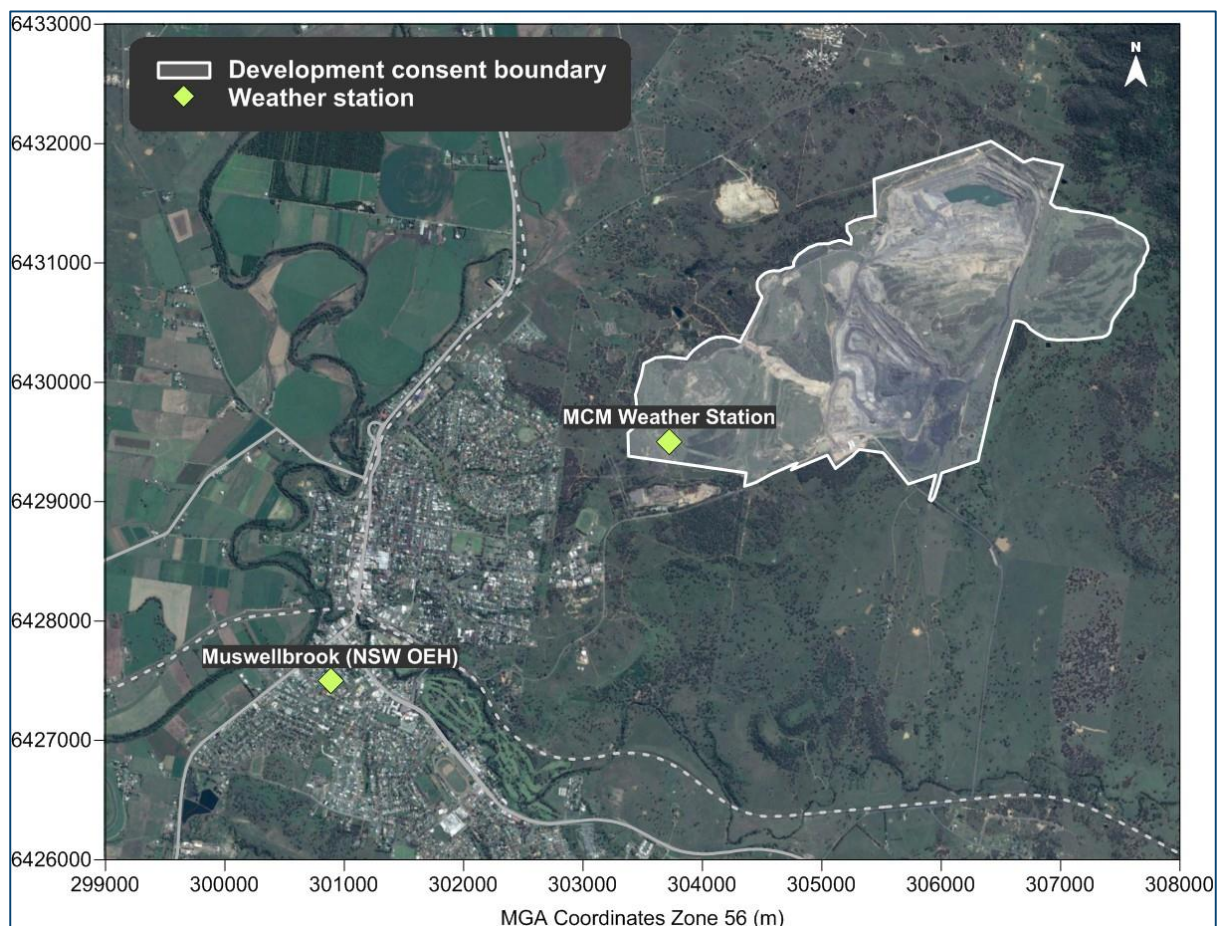 6433000
6432000
6431000
6430000
6429000
6428000
6427000
6426000
Development consent boundary
Weather station
N
MCM Weather Station
Muswellbrook (NSW OEH)
299000 300000 301000 302000 303000 304000 305000 306000 307000 308000
MGA Coordinates Zone 56 (m)